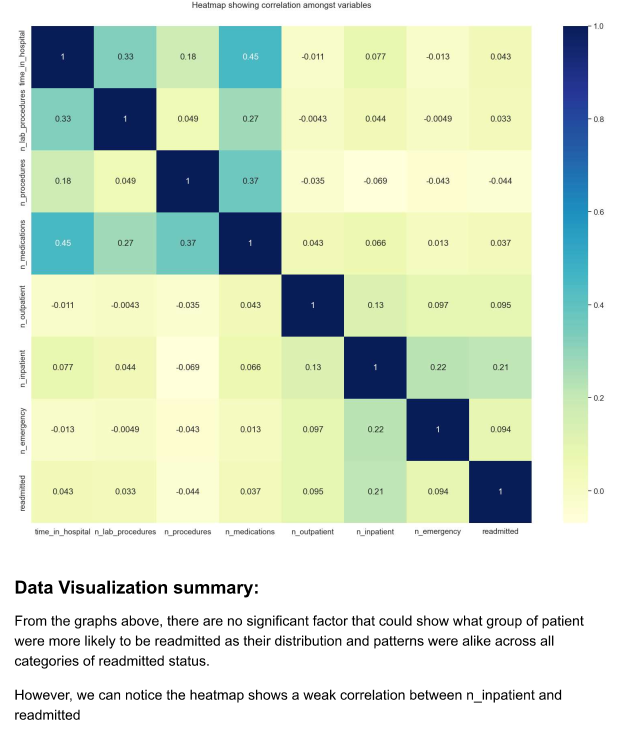 Heatmap showing correlation amongst variables
time_in_hospital 1 0.33 0.18 0.45 -0.011 0.077 -0.013 0.043
n_lab_procedures 0.33 1 0.049 0.27 -0.0043 0.044 -0.0049 0.033
n_procedures 0.18 0.049 1 0.37 -0.035 -0.069 -0.043 -0.044
n_medications 0.45 0.27 0.37 1 0.043 0.066 0.013 0.037
n_outpatient -0.011 -0.0043 -0.035 0.043 1 0.13 0.097 0.095
n_inpatient 0.077 0.044 -0.069 0.066 0.13 1 0.22 0.21
n_emergency -0.013 -0.0049 -0.043 0.013 0.097 0.22 1 0.094
readmitted 0.043 0.033 -0.044 0.037 0.095 0.21 0.094 1
time_in_hospital n_lab_procedures n_procedures n_medications n_outpatient n_inpatient n_emergency readmitted
1.0
0.8
0.6
0.4
0.2
0.0
Data Visualization summary:
From the graphs above, there are no significant factor that could show what group of patient
were more likely to be readmitted as their distribution and patterns were alike across all
categories of readmitted status.
However, we can notice the heatmap shows a weak correlation between n_inpatient and
readmitted